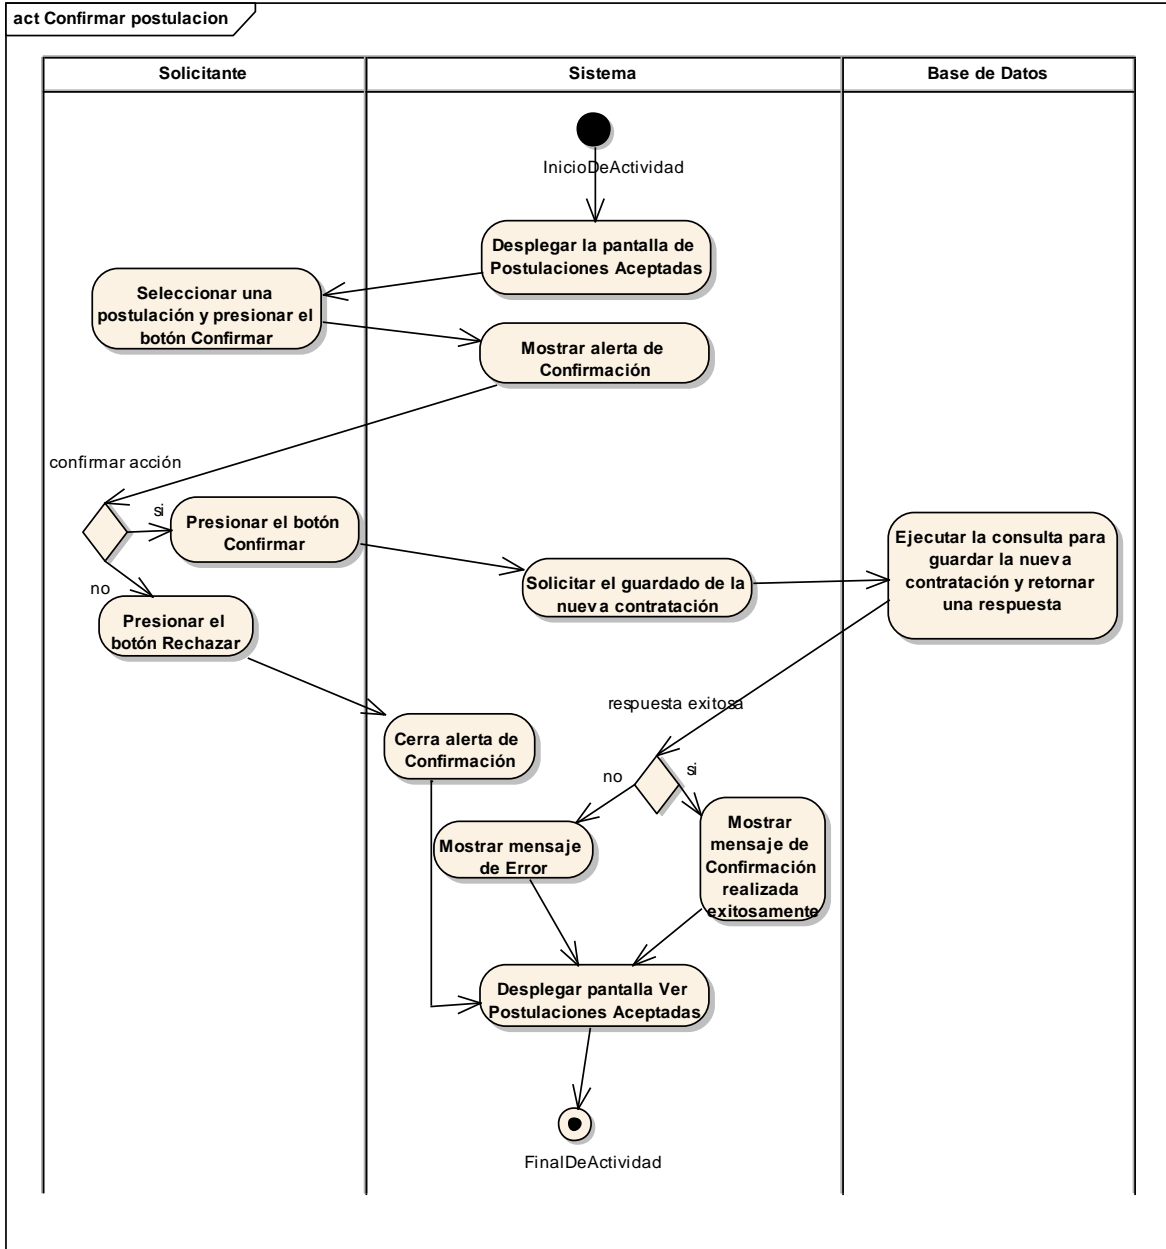 act Confirmar postulacion
Solicitante
Sistema
Base de Datos
InicioDeActividad
Desplegar la pantalla de
Postulaciones Aceptadas
Seleccionar una
postulación y presionar el
botón Confirmar
Mostrar alerta de
Confirmación
confirmar acción
si
Presionar el botón
Confirmar
no
Presionar el
botón Rechazar
Solicitar el guardado de la
nueva contratación
Ejecutar la consulta para
guardar la nueva
contratación y retornar
una respuesta
respuesta exitosa
Cerra alerta de
Confirmación
no
si
Mostrar mensaje
de Error
Mostrar
mensaje de
Confirmación
realizada
exitosamente
Desplegar pantalla Ver
Postulaciones Aceptadas
FinalDeActividad